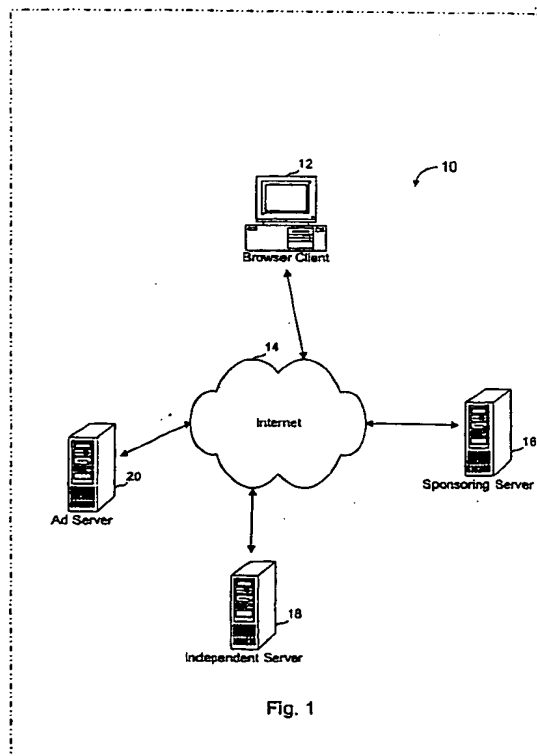 12
10
Browser Client
14
Internet
16
Sponsoring Server
20
Ad Server
18
Independent Server
Fig. 1